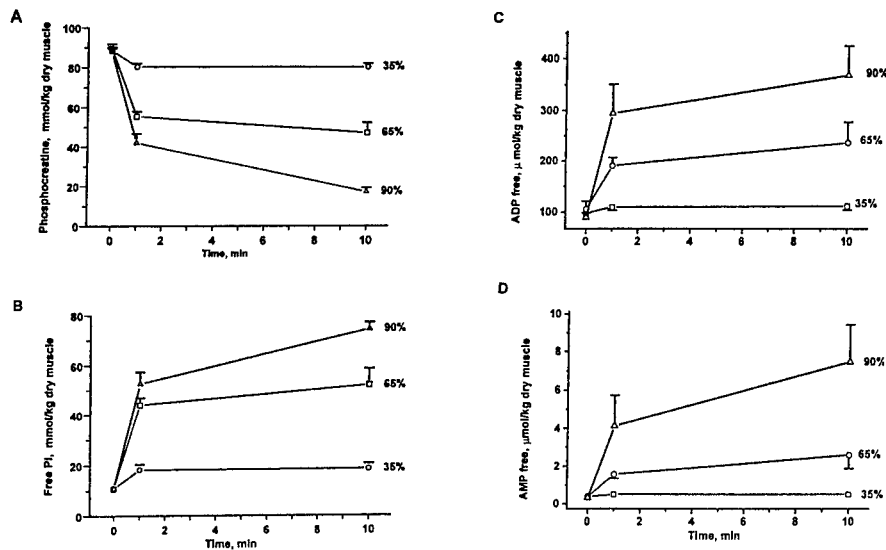 A
Phosphocreatine, mmol/kg dry muscle
100
80
60
40
20
0
35%
65%
90%
0 2 4 6 8 10
Time, min
B
Free PI, mmol/kg dry muscle
80
60
40
20
0
90%
65%
35%
0 2 4 6 8 10
Time, min
C
ADP free, μ mol/kg dry muscle
400
300
200
100
90%
65%
35%
0 2 4 6 8 10
Time, min
D
AMP free, μmol/kg dry muscle
10
8
6
4
2
0
90%
65%
35%
0 2 4 6 8 10
Time, min